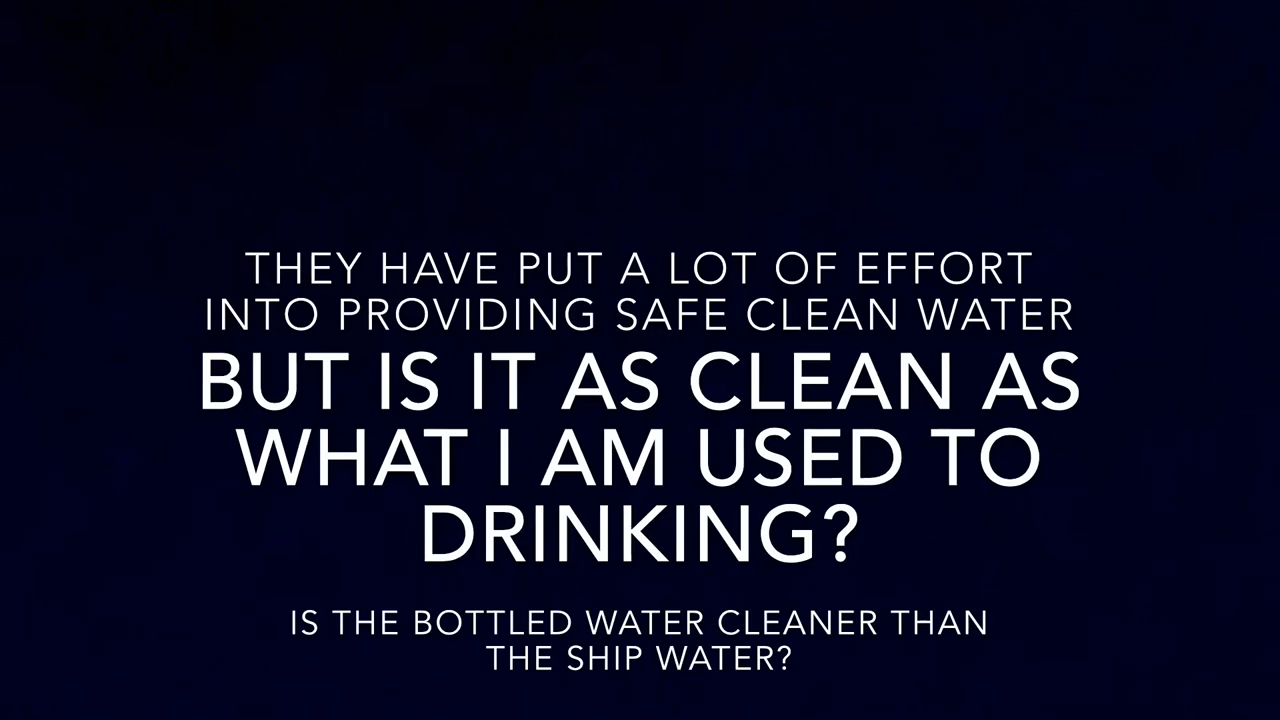 THEY HAVE PUT A LOT OF EFFORT
INTO PROVIDING SAFE CLEAN WATER
BUT IS IT AS CLEAN AS
WHAT I AM USED TO
DRINKING?
IS THE BOTTLED WATER CLEANER THAN
THE SHIP WATER?